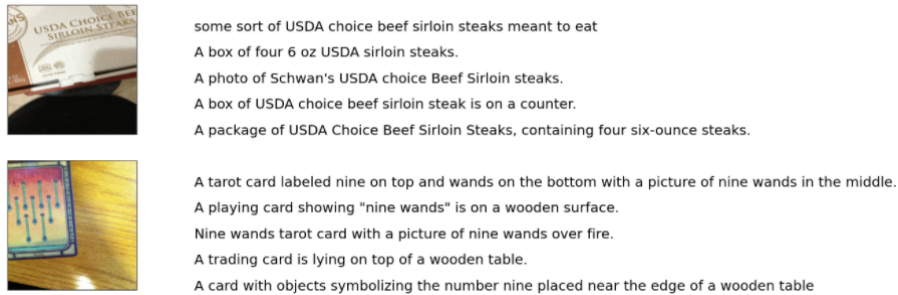 ANS
USDA CHOICE BEE
SIRLOIN STEAKS
some sort of USDA choice beef sirloin steaks meant to eat
A box of four 6 oz USDA sirloin steaks.
A photo of Schwan's USDA choice Beef Sirloin steaks.
A box of USDA choice beef sirloin steak is on a counter.
A package of USDA Choice Beef Sirloin Steaks, containing four six-ounce steaks.
A tarot card labeled nine on top and wands on the bottom with a picture of nine wands in the middle.
A playing card showing "nine wands" is on a wooden surface.
Nine wands tarot card with a picture of nine wands over fire.
A trading card is lying on top of a wooden table.
A card with objects symbolizing the number nine placed near the edge of a wooden table